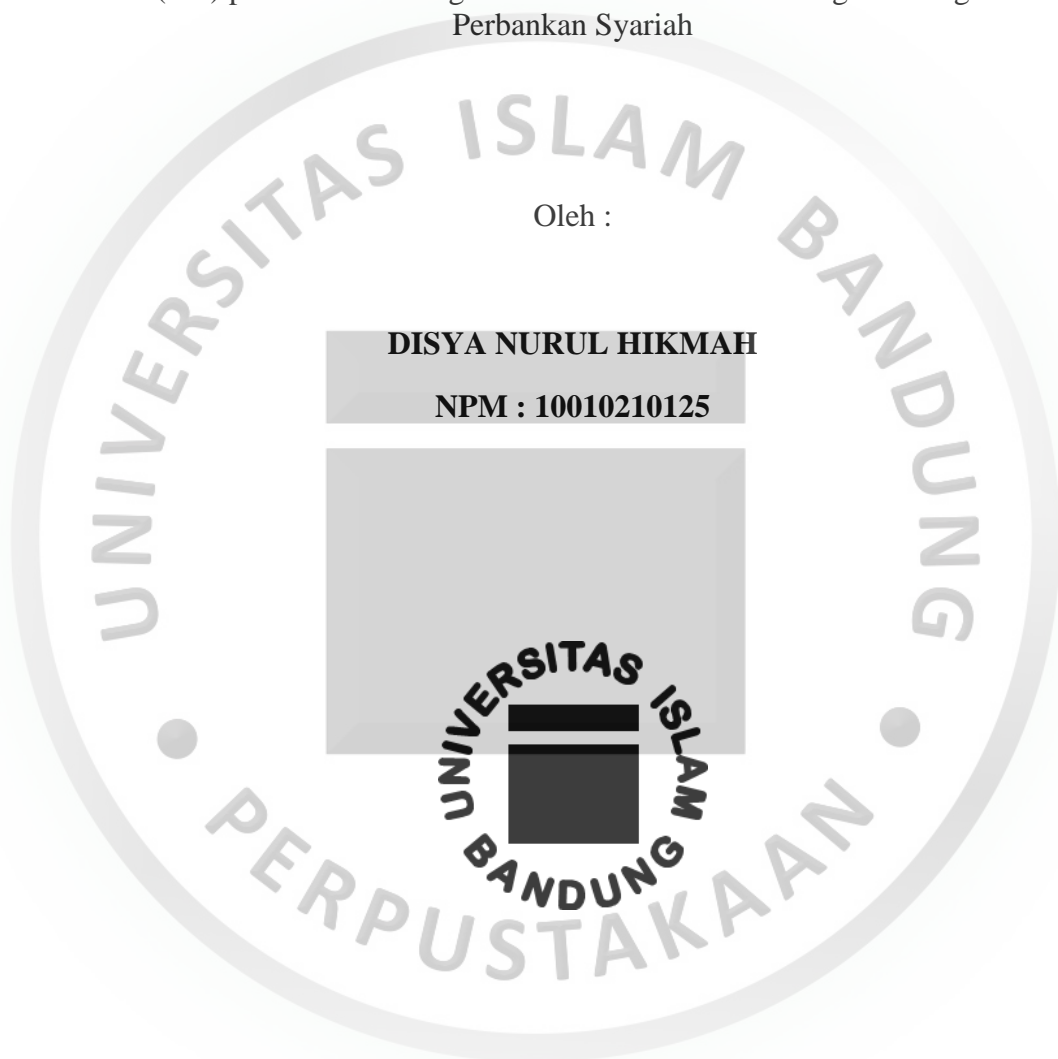 Perbankan Syariah
Oleh :
DISYA NURUL HIKMAH
NPM : 10010210125
UNIVERSITAS ISLAM BANDUNG
PERPUSTAKAAN
UNIVERSITAS ISLAM
BANDUNG